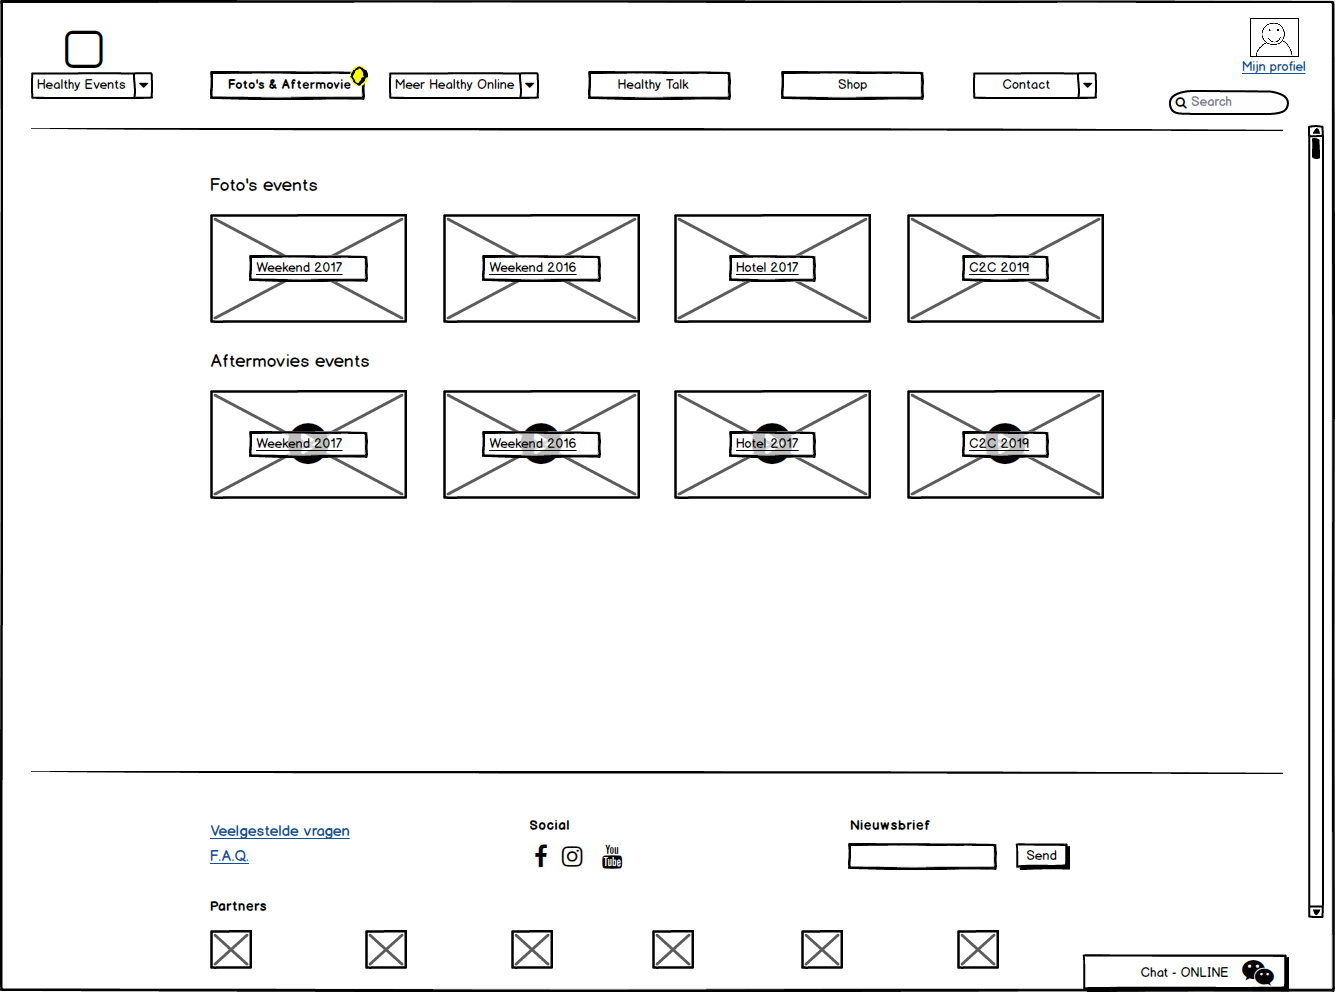 Mijn profiel
Healthy Events
Foto's & Aftermovie
Meer Healthy Online
Healthy Talk
Shop
Contact
Search
Foto's events
Weekend 2017
Weekend 2016
Hotel 2017
C2C 2019
Aftermovies events
Weekend 2017
Weekend 2016
Hotel 2017
C2C 2019
Veelgestelde vragen
F.A.Q.
Social
You
Tube
Nieuwsbrief
Send
Partners
Chat - ONLINE